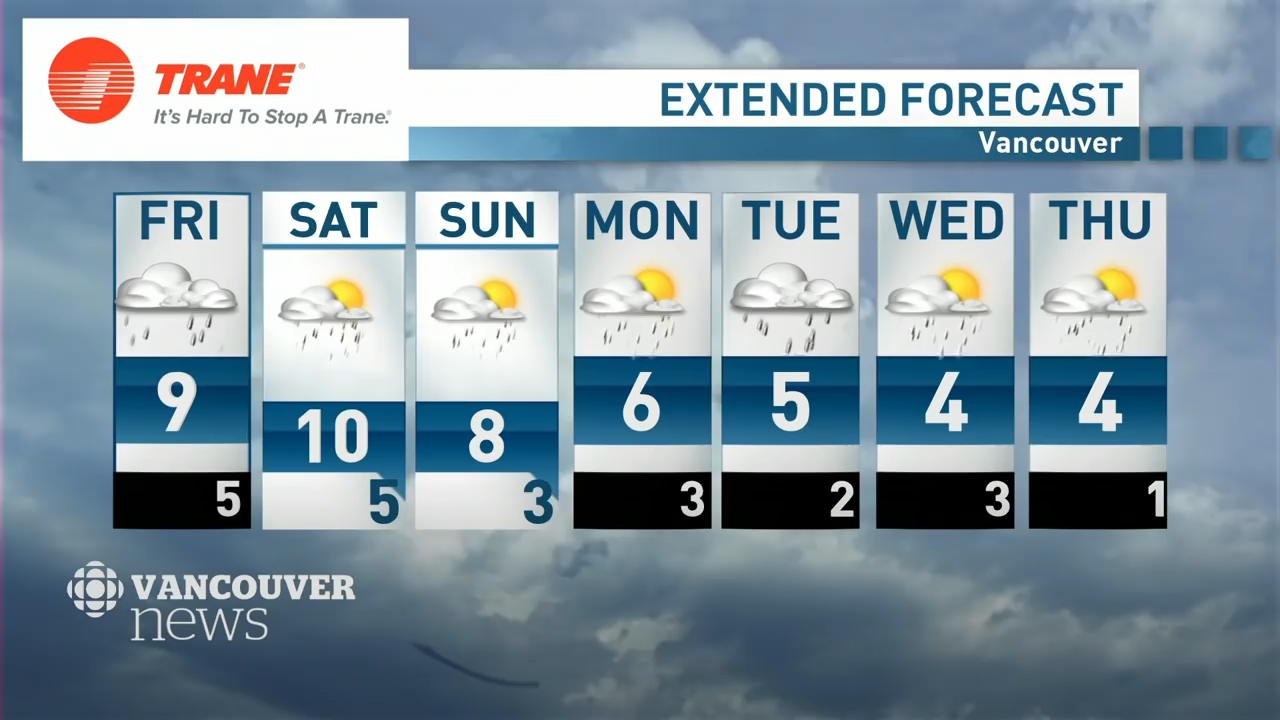 TRANE®
It's Hard To Stop A Trane.®
EXTENDED FORECAST
Vancouver
FRI SAT SUN MON TUE WED THU
9 10 8 6 5 4 4
5 5 3 3 2 3 1
VANCOUVER
news